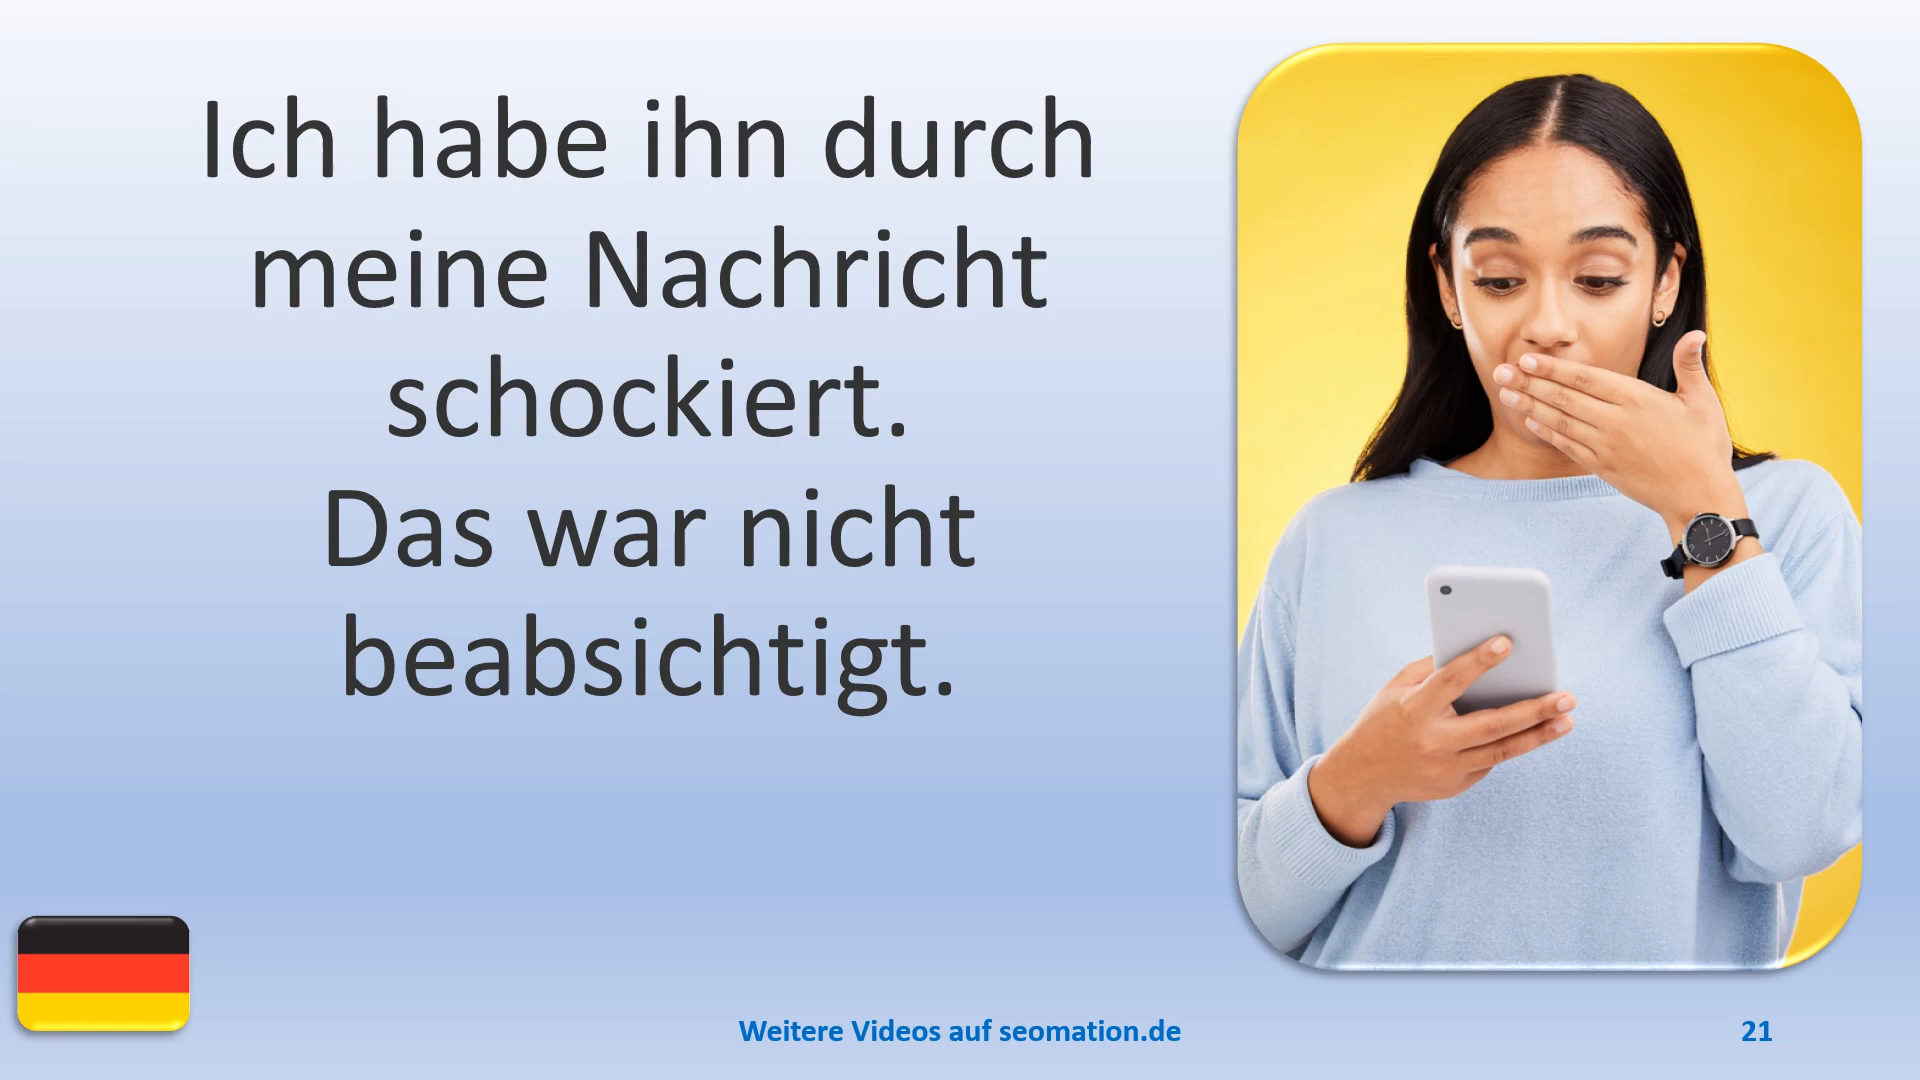 Ich habe ihn durch
meine Nachricht
schockiert.
Das war nicht
beabsichtigt.
Weitere Videos auf seomation.de
21